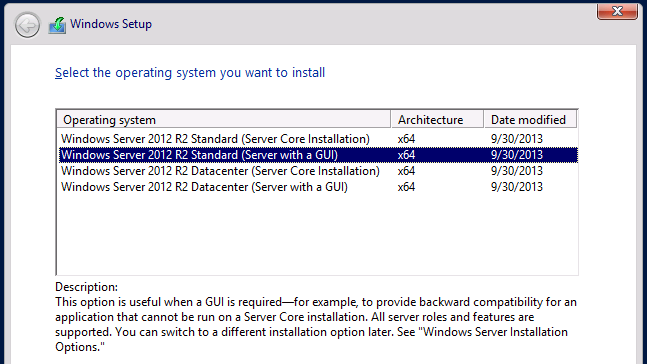 Windows Setup
Select the operating system you want to install
Operating system Architecture Date modified
Windows Server 2012 R2 Standard (Server Core Installation) x64 9/30/2013
Windows Server 2012 R2 Standard (Server with a GUI) x64 9/30/2013
Windows Server 2012 R2 Datacenter (Server Core Installation) x64 9/30/2013
Windows Server 2012 R2 Datacenter (Server with a GUI) x64 9/30/2013
Description:
This option is useful when a GUI is required—for example, to provide backward compatibility for an
application that cannot be run on a Server Core installation. All server roles and features are
supported. You can switch to a different installation option later. See "Windows Server Installation
Options."